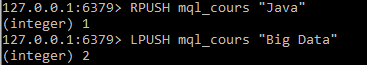 127.0.0.1:6379> RPUSH mql_cours "Java"
(integer) 1
127.0.0.1:6379> LPUSH mql_cours "Big Data"
(integer) 2